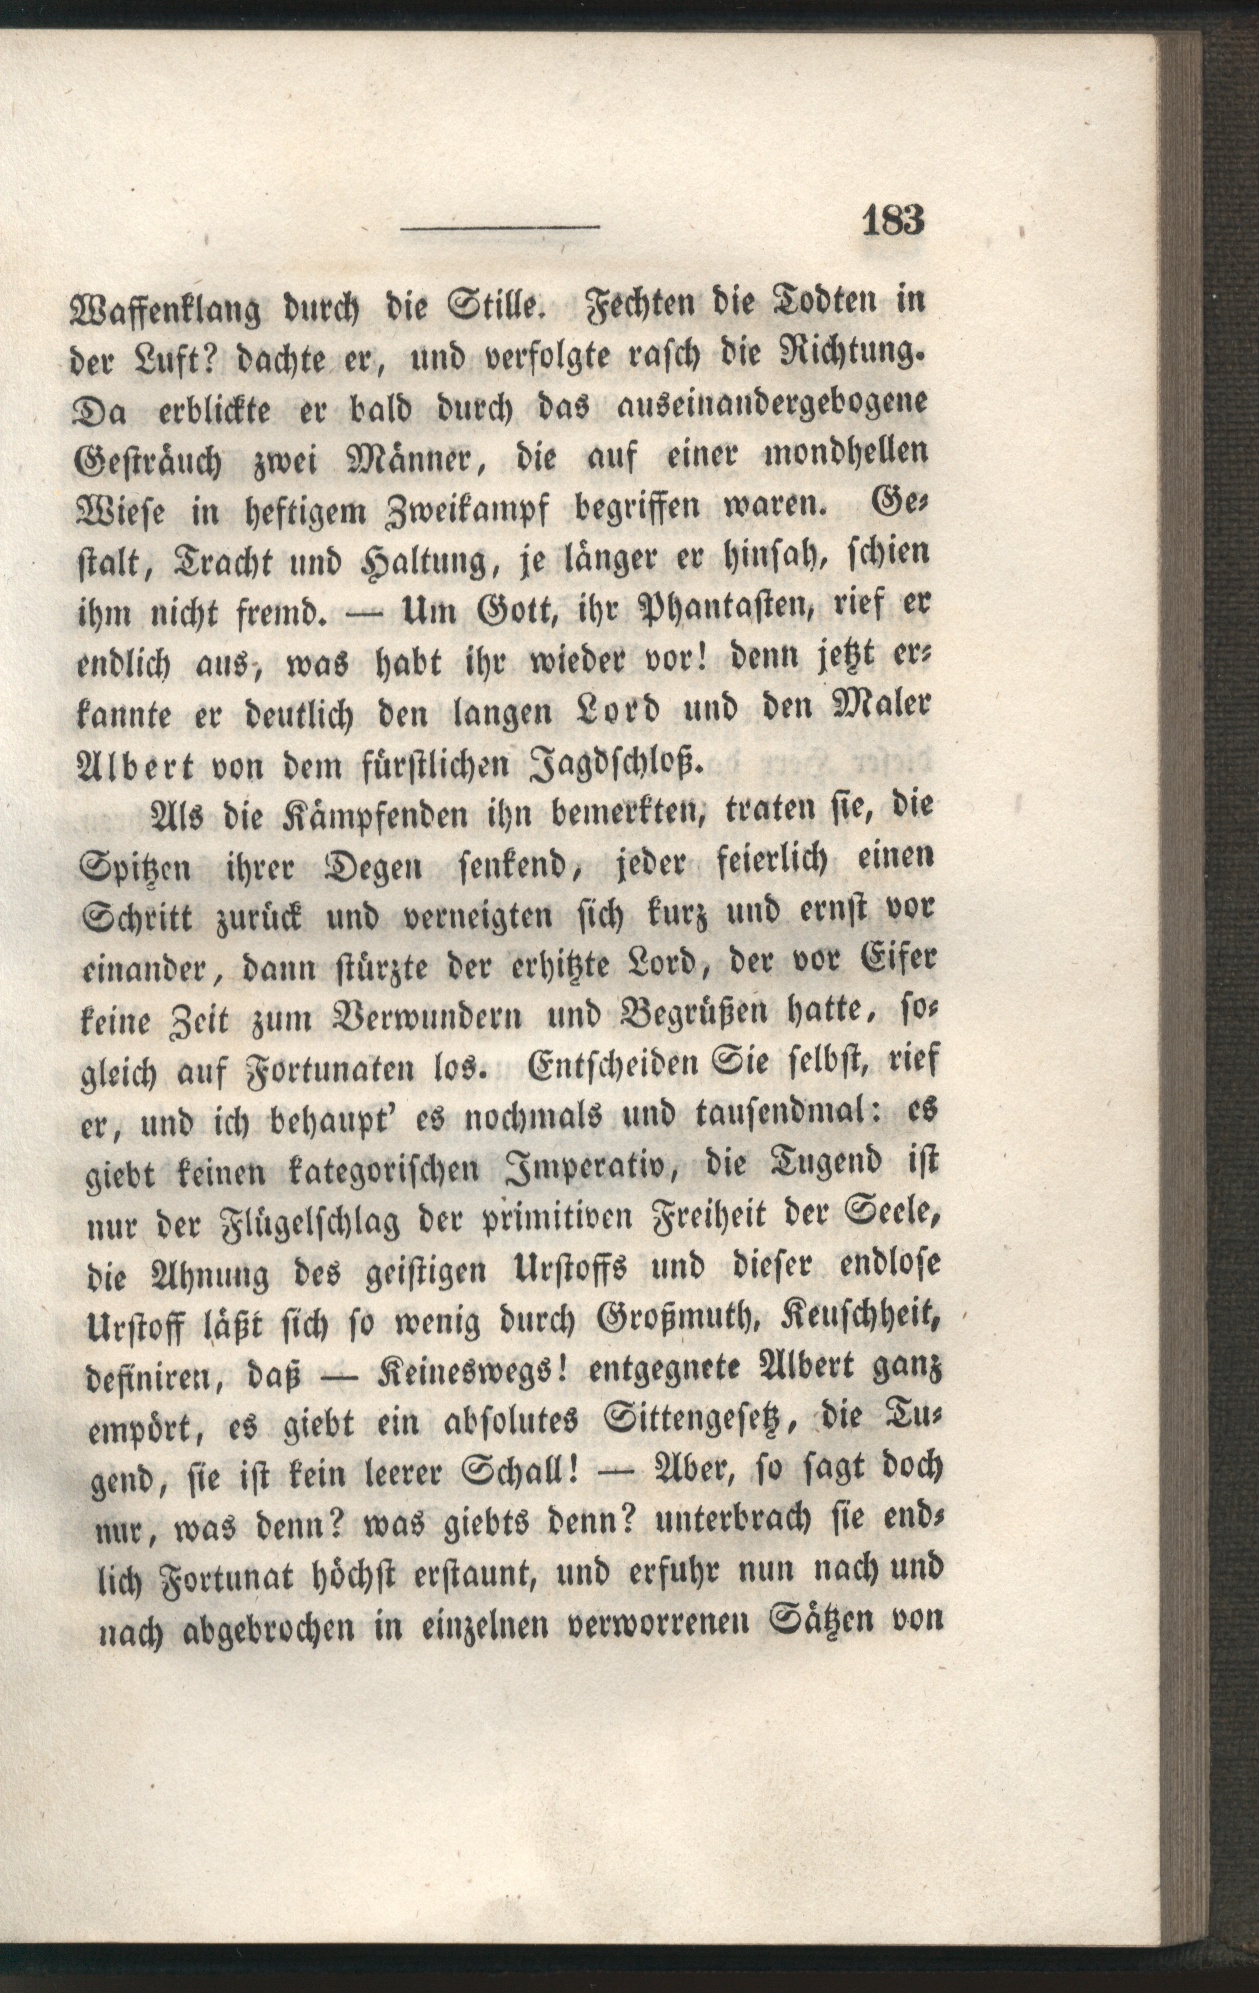 183
Waffenklang durch die Stille. Fechten die Todten in
der Luft? dachte er, und verfolgte rasch die Richtung.
Da erblickte er bald durch das auseinandergebogene
Gesträuch zwei Männer, die auf einer mondhellen
Wiese in heftigem Zweikampf begriffen waren. Ge-
stalt, Tracht und Haltung, je länger er hinsah, schien
ihm nicht fremd. — Um Gott, ihr Phantasten, rief er
endlich aus, was habt ihr wieder vor! denn jetzt er-
kannte er deutlich den langen Lord und den Maler
Albert von dem fürstlichen Jagdschloß.
Als die Kämpfenden ihn bemerkten, traten sie, die
Spitzen ihrer Degen senkend, jeder feierlich einen
Schritt zurück und verneigten sich kurz und ernst vor
einander, dann stürzte der erhitzte Lord, der vor Eifer
keine Zeit zum Verwundern und Begrüßen hatte, so-
gleich auf Fortunaten los. Entscheiden Sie selbst, rief
er, und ich behaupt' es nochmals und tausendmal: es
giebt keinen kategorischen Imperativ, die Tugend ist
nur der Flügelschlag der primitiven Freiheit der Seele,
die Ahnung des geistigen Urstoffs und dieser endlose
Urstoff läßt sich so wenig durch Großmuth, Keuschheit,
definiren, daß — Keineswegs! entgegnete Albert ganz
empört, es giebt ein absolutes Sittengesetz, die Tu-
gend, sie ist kein leerer Schall! — Aber, so sagt doch
nur, was denn? was giebts denn? unterbrach sie end-
lich Fortunat höchst erstaunt, und erfuhr nun nach und
nach abgebrochen in einzelnen verworrenen Sätzen von